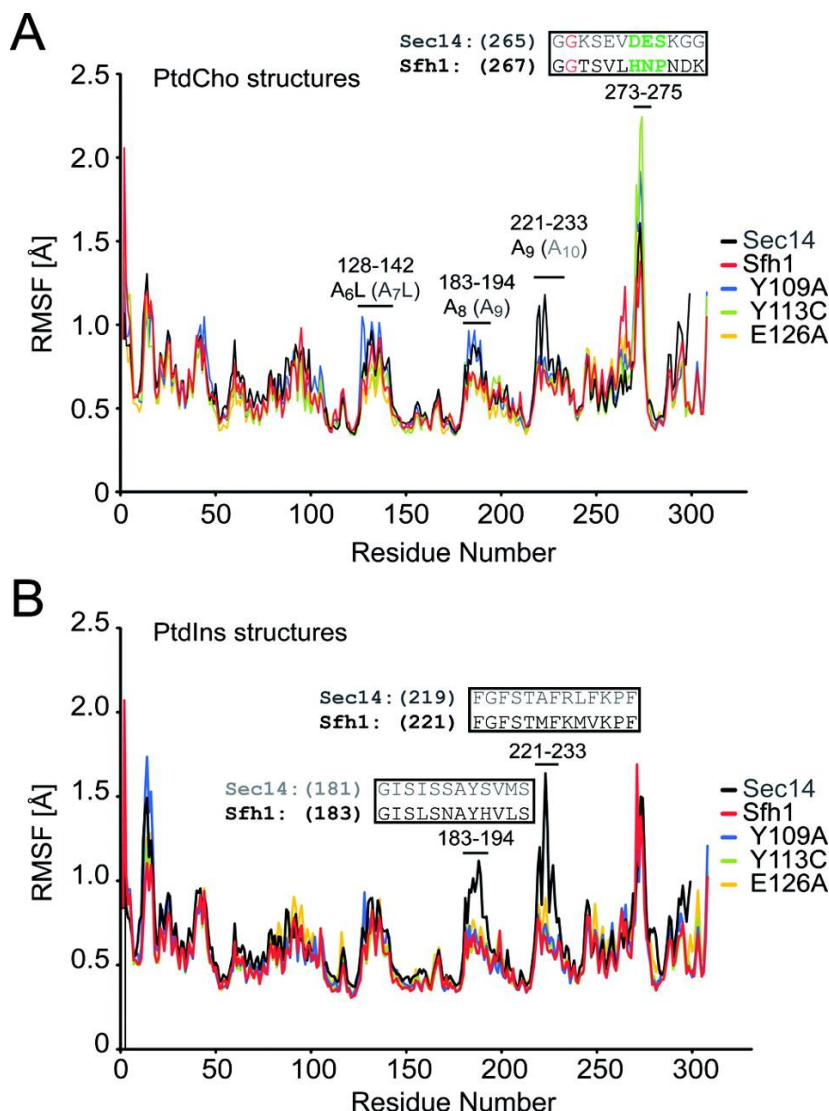 A
Sec14: (265) GGKSEVDESKGG
Sfh1: (267) GGTSVLHNPNDK
PtdCho structures
273-275
221-233
A9 (A10)
128-142
A6L (A7L)
183-194
A8 (A9)
RMSF [Å]
2.5
2.0
1.5
1.0
0.5
0
0 50 100 150 200 250 300
Residue Number
Sec14
Sfh1
Y109A
Y113C
E126A
B
PtdIns structures
Sec14: (219) FGFSTAFRLFKPF
Sfh1: (221) FGFSTMFKMVKPF
221-233
Sec14: (181) GISISSAYSVMS
Sfh1: (183) GISLSNAYHVLS
183-194
RMSF [Å]
2.5
2.0
1.5
1.0
0.5
0
0 50 100 150 200 250 300
Residue Number
Sec14
Sfh1
Y109A
Y113C
E126A